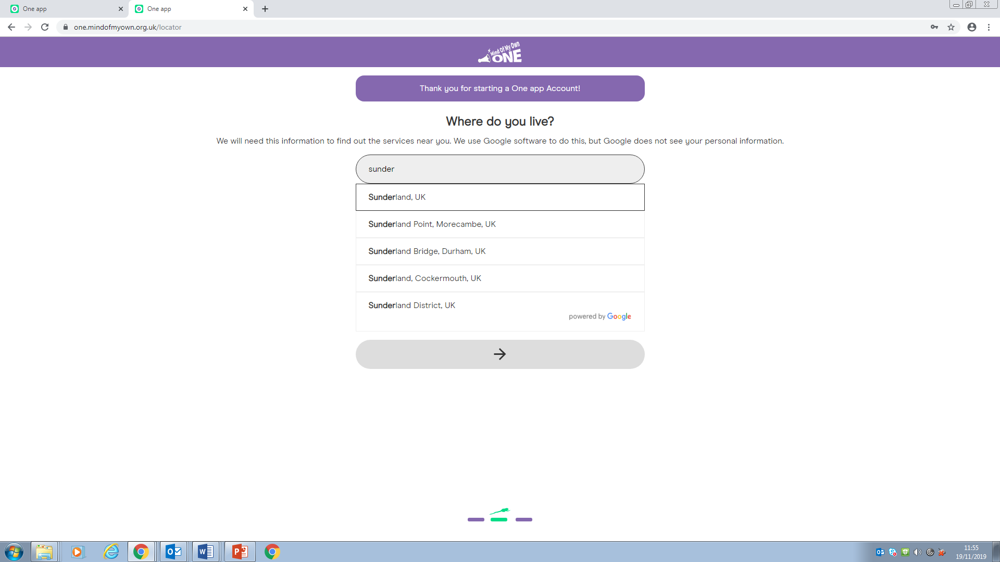 One app
One app
one.mindofmyown.org.uk/locator
Mind Of My Own
ONE
Thank you for starting a One app Account!
Where do you live?
We will need this information to find out the services near you. We use Google software to do this, but Google does not see your personal information.
sunder
Sunderland, UK
Sunderland Point, Morecambe, UK
Sunderland Bridge, Durham, UK
Sunderland, Cockermouth, UK
Sunderland District, UK
powered by Google
11:55
19/11/2019